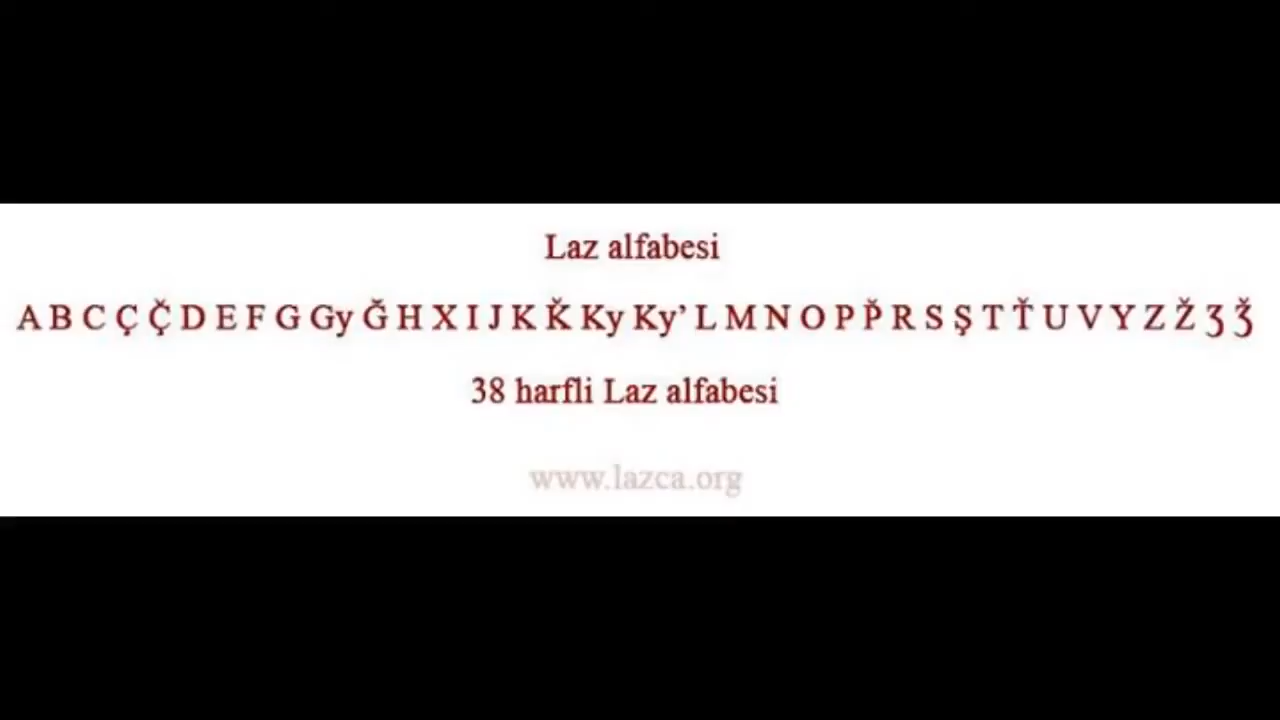 Laz alfabesi
A B C Ç Ç̌ D E F G Gy Ğ H X I J K Ǩ Ky Ky’ L M N O P P̌ R S Ş T Ť U V Y Z Ž Ʒ Ǯ
38 harfli Laz alfabesi
www.lazca.org